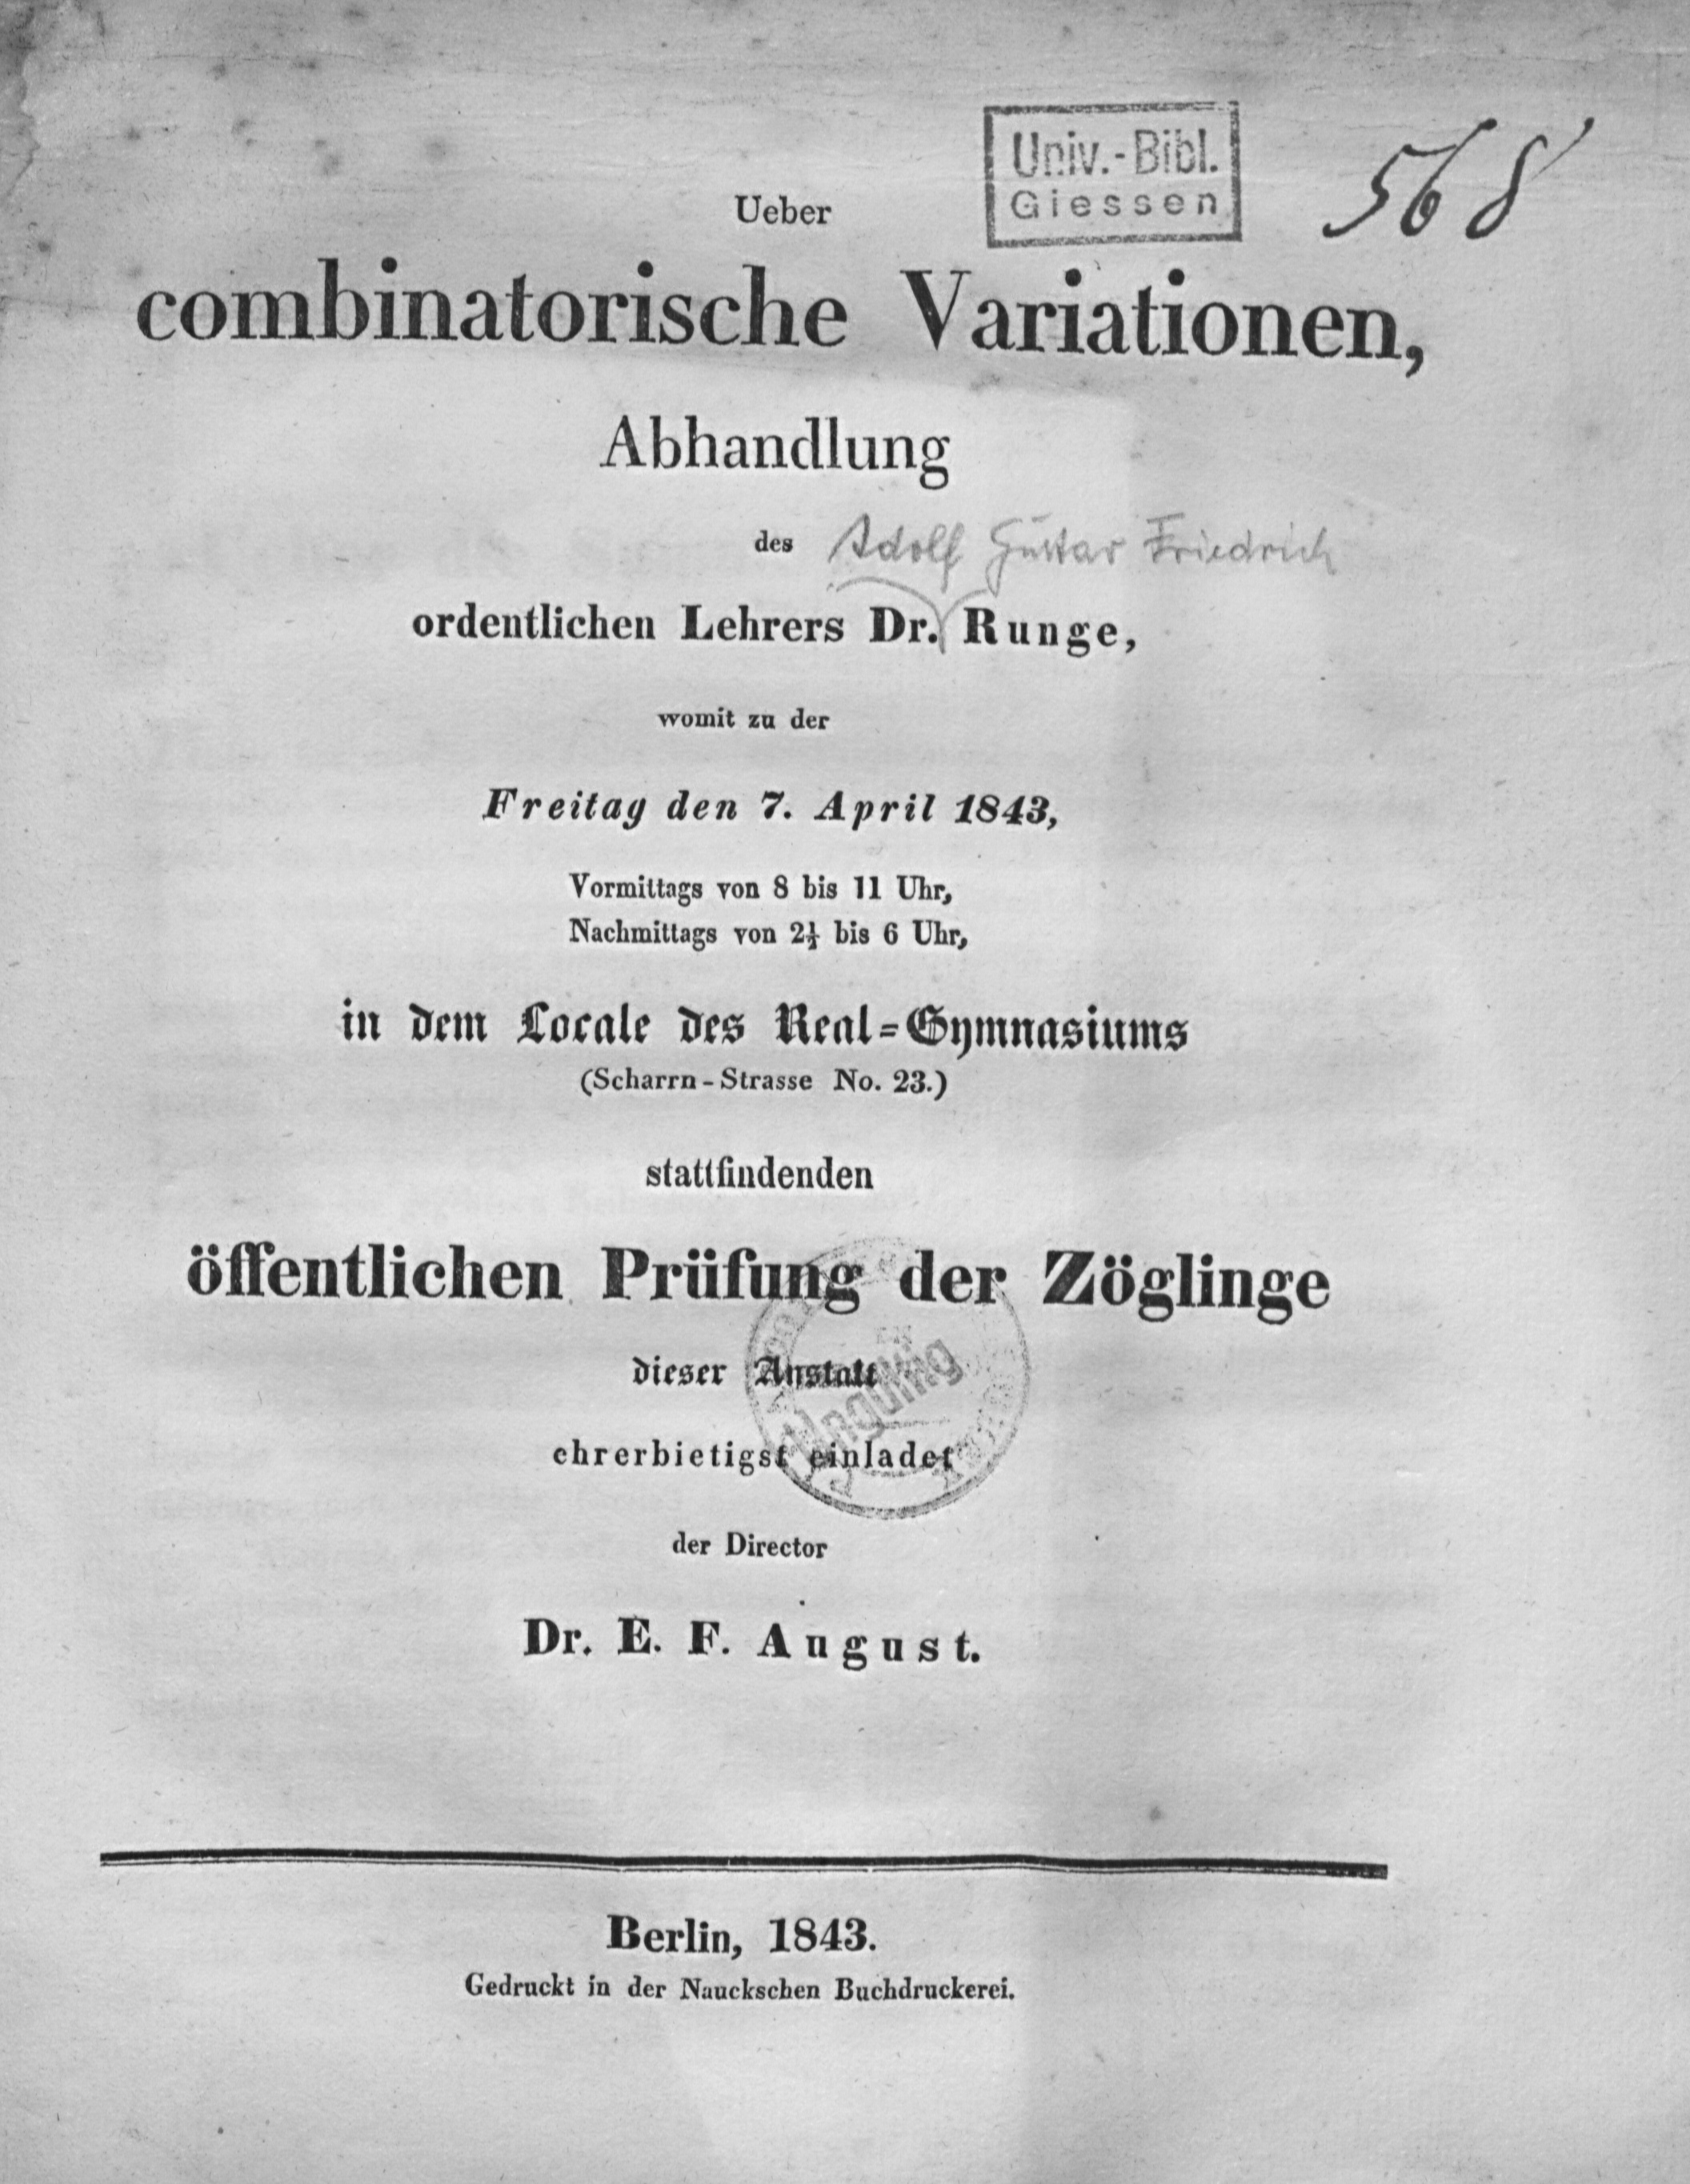 Univ.-Bibl.
Giessen
568
Ueber
combinatorische Variationen,
Abhandlung
des Adolf Gustav Friedrich
ordentlichen Lehrers Dr. Runge,
womit zu der
Freitag den 7. April 1843,
Vormittags von 8 bis 11 Uhr,
Nachmittags von 2½ bis 6 Uhr,
in dem Locale des Real-Gymnasiums
(Scharrn-Strasse No. 23.)
stattfindenden
öffentlichen Prüfung der Zöglinge
dieser Anstalt
ehrerbietigst einladet
der Director
Dr. E. F. August.
Berlin, 1843.
Gedruckt in der Nauckschen Buchdruckerei.